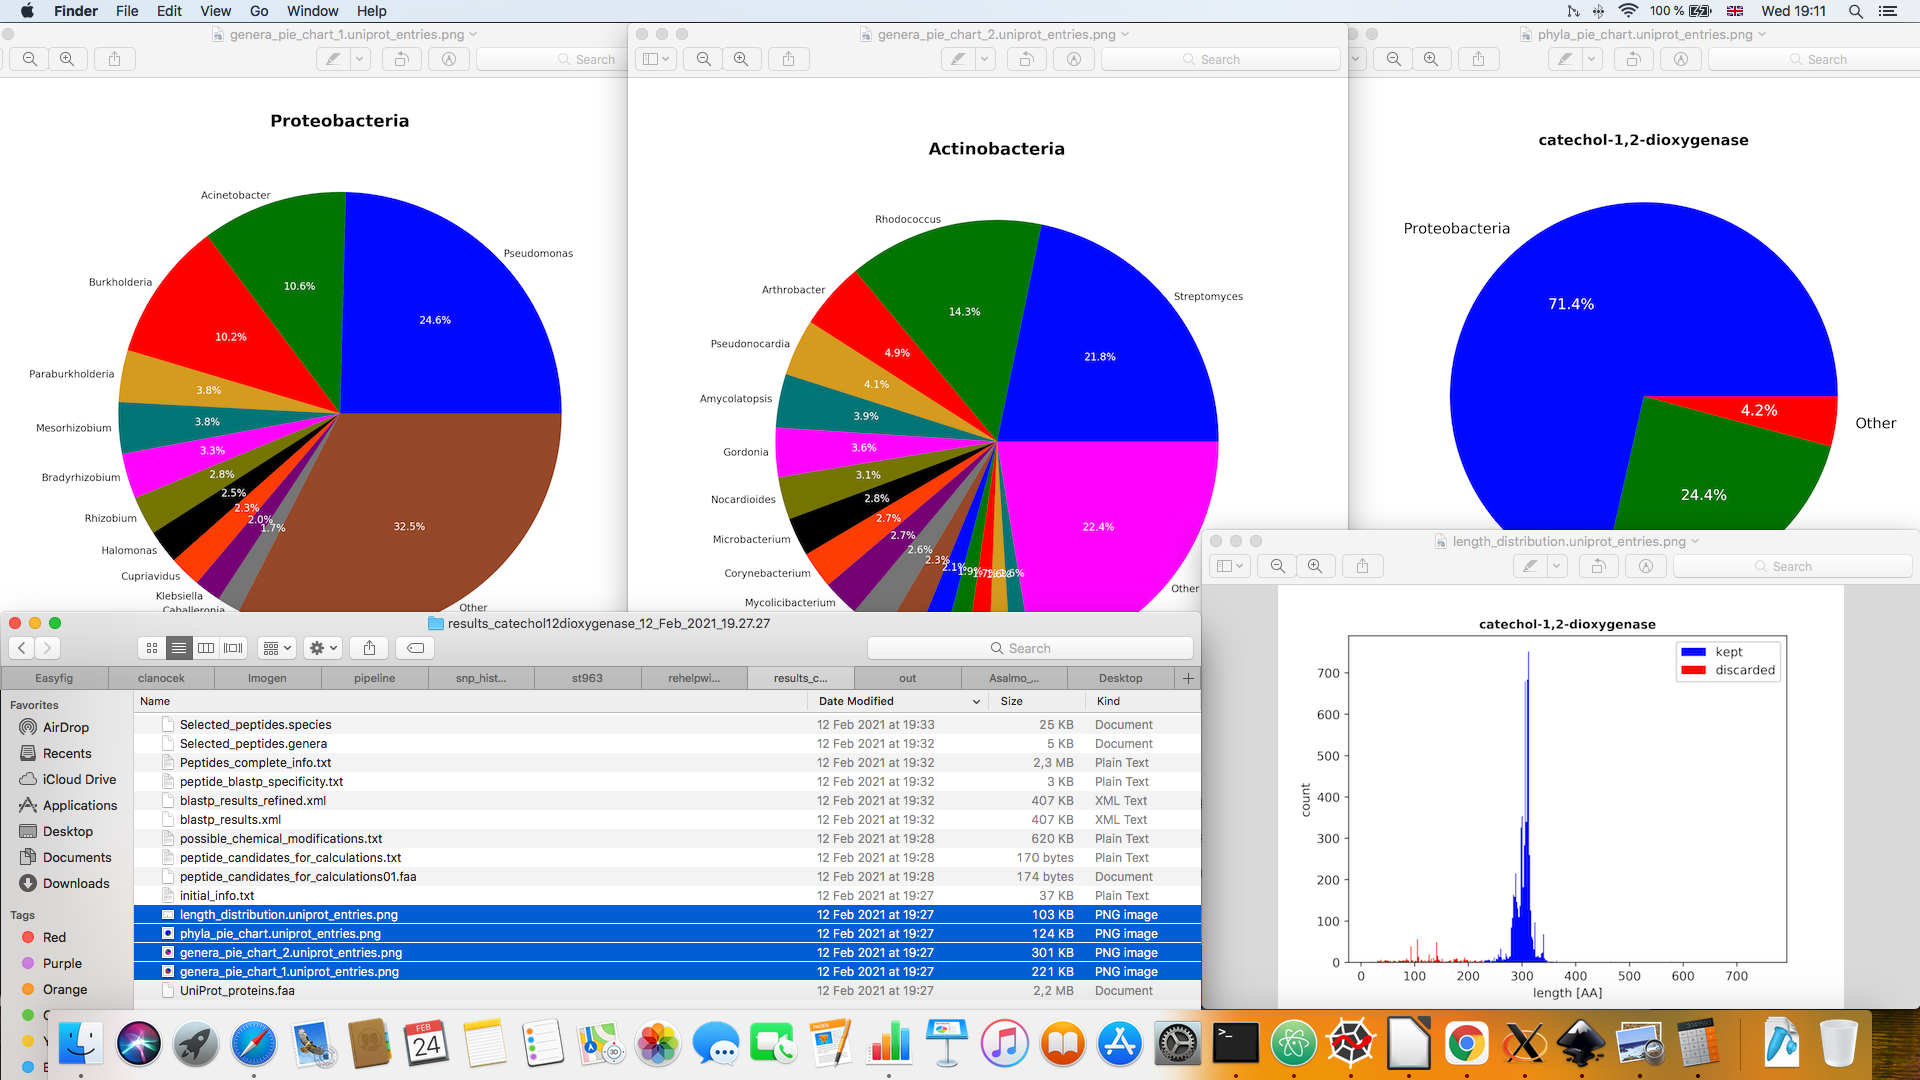 Finder File Edit View Go Window Help 100 % Wed 19:11
genera_pie_chart_1.uniprot_entries.png
Search
Proteobacteria
Acinetobacter
Pseudomonas
Burkholderia
10.6%
24.6%
10.2%
Paraburkholderia
3.8%
Mesorhizobium
3.8%
3.3%
Bradyrhizobium
2.8%
2.5%
Rhizobium
2.3%
2.0%
1.7%
32.5%
Halomonas
Cupriavidus
Klebsiella
Caballeronia
Other
genera_pie_chart_2.uniprot_entries.png
Search
Actinobacteria
Rhodococcus
Arthrobacter
Streptomyces
14.3%
Pseudonocardia
4.9%
21.8%
4.1%
Amycolatopsis
3.9%
Gordonia
3.6%
3.1%
Nocardioides
2.8%
2.7%
22.4%
Microbacterium
2.7%
2.6%
2.3%
2.1%
1.9%
1.7%
1.6%
1.6%
Corynebacterium
Other
Mycolicibacterium
phyla_pie_chart.uniprot_entries.png
Search
catechol-1,2-dioxygenase
Proteobacteria
71.4%
4.2%
Other
24.4%
length_distribution.uniprot_entries.png
Search
catechol-1,2-dioxygenase
kept
discarded
700
600
500
400
300
200
100
0
count
0 100 200 300 400 500 600 700
length [AA]
results_catechol12dioxygenase_12_Feb_2021_19.27.27
Search
Easyfig clanocek Imogen pipeline snp_hist... st963 rehelpwi... results_c... out Asalmo_... Desktop
Favorites
AirDrop
Recents
iCloud Drive
Applications
Desktop
Documents
Downloads
Tags
Red
Purple
Orange
Name Date Modified Size Kind
Selected_peptides.species 12 Feb 2021 at 19:33 25 KB Document
Selected_peptides.genera 12 Feb 2021 at 19:32 5 KB Document
Peptides_complete_info.txt 12 Feb 2021 at 19:32 2,3 MB Plain Text
peptide_blastp_specificity.txt 12 Feb 2021 at 19:32 3 KB Plain Text
blastp_results_refined.xml 12 Feb 2021 at 19:32 407 KB XML Text
blastp_results.xml 12 Feb 2021 at 19:32 407 KB XML Text
possible_chemical_modifications.txt 12 Feb 2021 at 19:28 620 KB Plain Text
peptide_candidates_for_calculations.txt 12 Feb 2021 at 19:28 170 bytes Plain Text
peptide_candidates_for_calculations01.faa 12 Feb 2021 at 19:28 174 bytes Document
initial_info.txt 12 Feb 2021 at 19:27 37 KB Plain Text
length_distribution.uniprot_entries.png 12 Feb 2021 at 19:27 103 KB PNG image
phyla_pie_chart.uniprot_entries.png 12 Feb 2021 at 19:27 124 KB PNG image
genera_pie_chart_2.uniprot_entries.png 12 Feb 2021 at 19:27 301 KB PNG image
genera_pie_chart_1.uniprot_entries.png 12 Feb 2021 at 19:27 221 KB PNG image
UniProt_proteins.faa 12 Feb 2021 at 19:27 2,2 MB Document
FEB
24
PAGES
3D